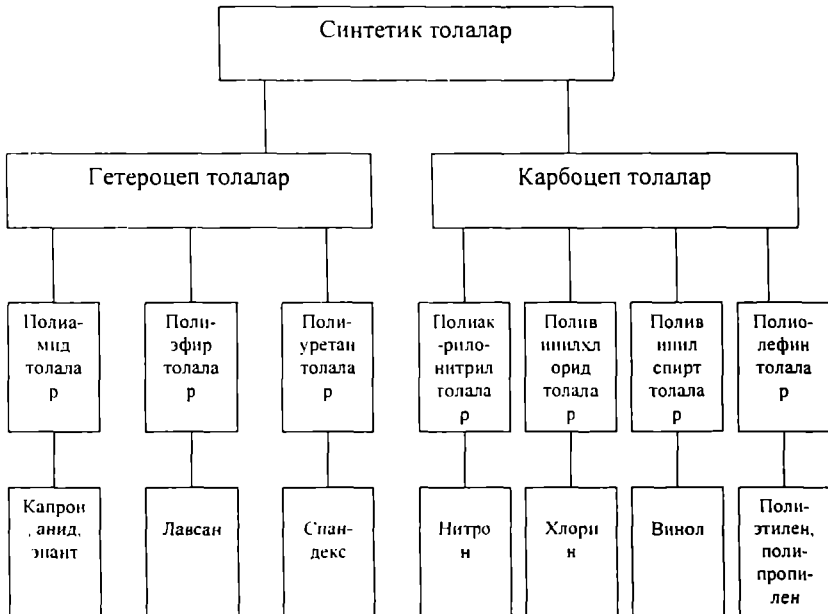 Синтетик толалар
Гетероцеп толалар
Карбоцеп толалар
Полиа-
мид
толала
р
Поли-
эфир
толала
р
Поли-
уретан
толала
р
Полиак
-рило-
нитрил
толала
р
Полив
инилхл
орид
толала
р
Полив
инил
спирт
толала
р
Полио-
лефин
толала
р
Капрон
, анид,
энант
Лавсан
Спан-
декс
Нитро
н
Хлори
н
Винол
Поли-
этилен,
поли-
пропи-
лен